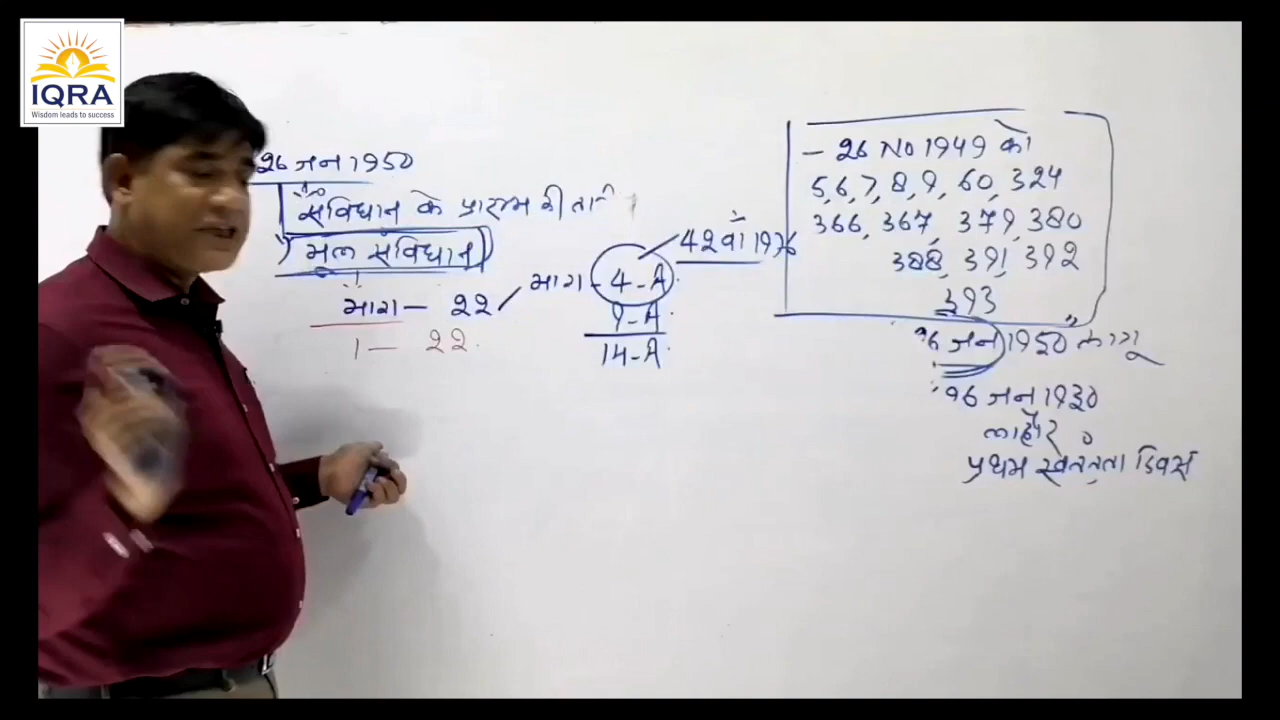 IQRA
Wisdom leads to success
26 जन 1950
संविधान के प्रारम्भ की
मूल संविधान
भाग – 22
1 – 22
भाग - 4-A
9-A
14-A
42वां 1976
– 26 No 1949 को
5, 6, 7, 8, 9, 60, 324
366, 367, 379, 380
388, 391, 392
393
26 जन 1950 लागू
26 जन 1930
लाहौर
प्रथम स्वतन्त्रता दिवस